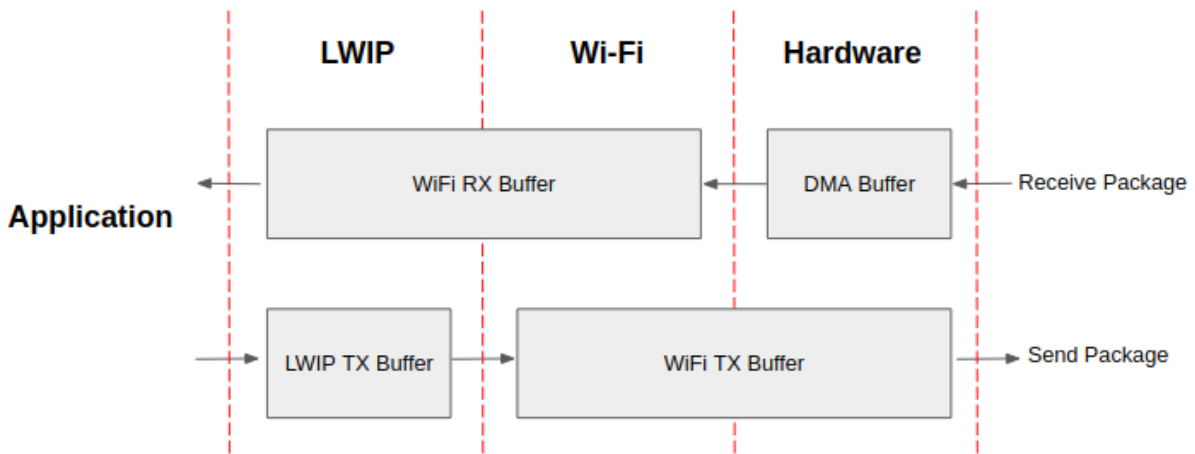 LWIP
Wi-Fi
Hardware
WiFi RX Buffer
DMA Buffer
Receive Package
Application
LWIP TX Buffer
WiFi TX Buffer
Send Package